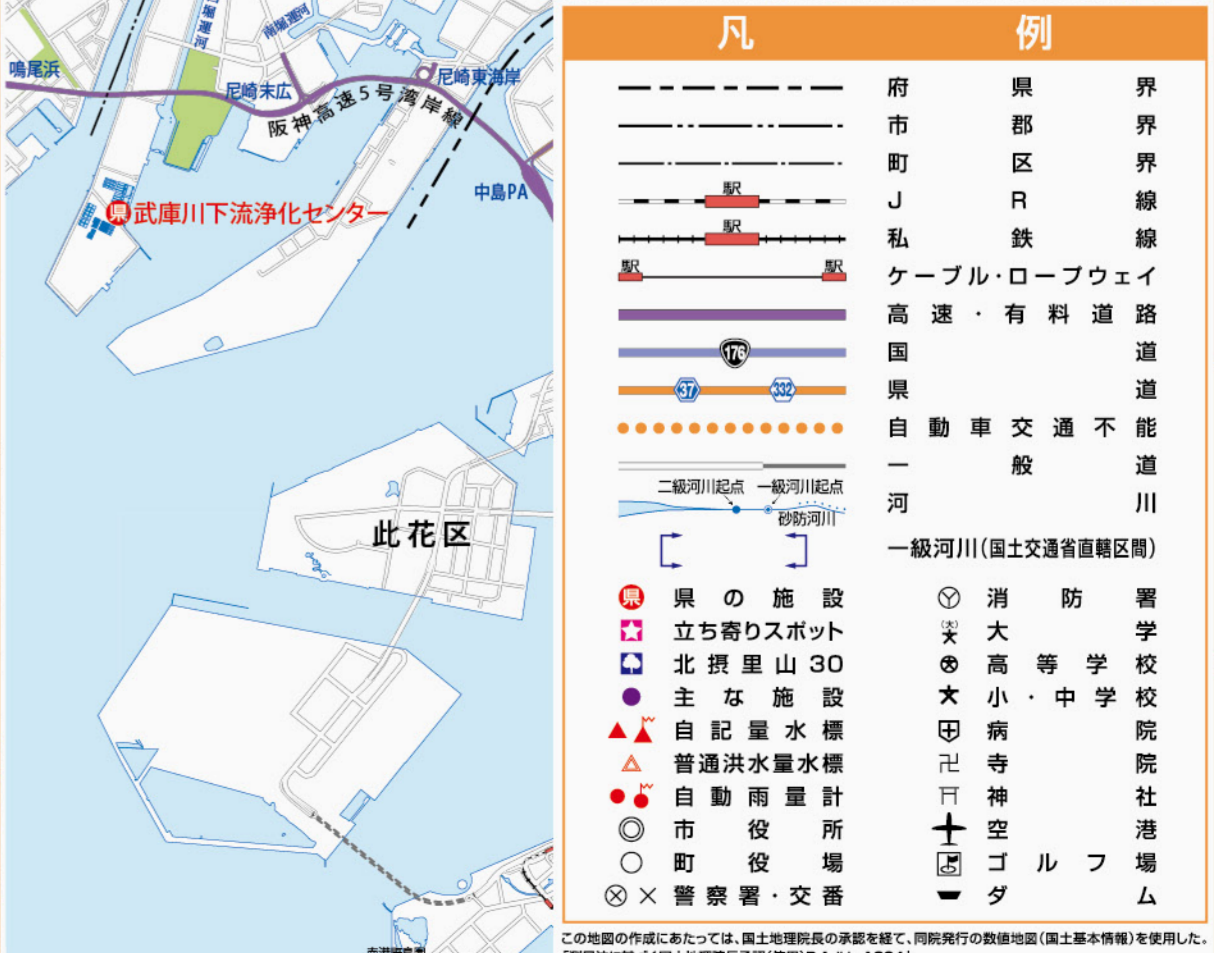 鳴尾浜
尼崎末広
尼崎東海岸
阪神高速5号湾岸線
中島PA
県 武庫川下流浄化センター
此花区
凡例
府県界
市郡界
町区界
駅
JR線
駅
私鉄線
駅 駅
ケーブル・ロープウェイ
高速・有料道路
176
国道
37 332
県道
自動車交通不能
一般道
二級河川起点 一級河川起点
砂防河川
河川
一級河川(国土交通省直轄区間)
県 県の施設
立ち寄りスポット
北摂里山30
主な施設
自記量水標
普通洪水量水標
自動雨量計
市役所
町役場
警察署・交番
消防署
(大) 大学
高等学校
小・中学校
病院
寺院
神社
空港
ゴルフ場
ダム
この地図の作成にあたっては、国土地理院長の承認を経て、同院発行の数値地図(国土基本情報)を使用した。